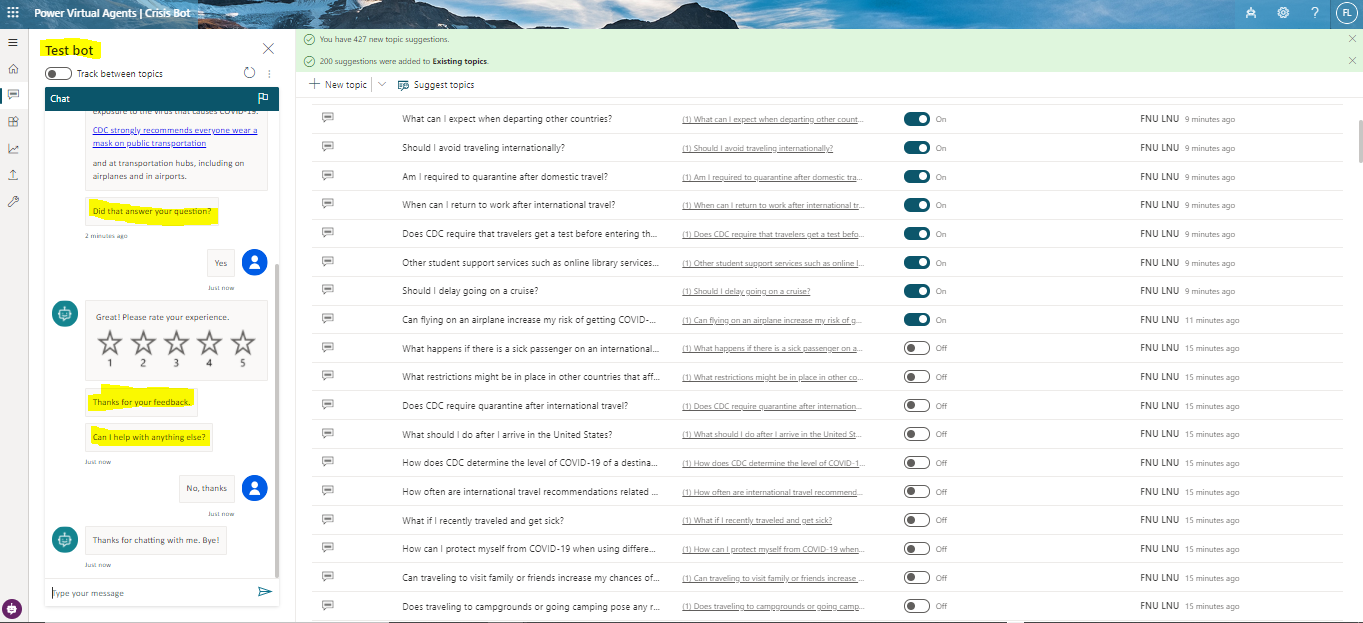 Power Virtual Agents | Crisis Bot
?
FL
Test bot
Track between topics
Chat
exposure to the virus that causes COVID-19.
CDC strongly recommends everyone wear a
mask on public transportation
and at transportation hubs, including on
airplanes and in airports.
Did that answer your question?
2 minutes ago
Yes
Just now
Great! Please rate your experience.
1 2 3 4 5
Thanks for your feedback.
Can I help with anything else?
Just now
No, thanks
Just now
Thanks for chatting with me. Bye!
Just now
Type your message
You have 427 new topic suggestions.
200 suggestions were added to Existing topics.
New topic Suggest topics
What can I expect when departing other countries? (1) What can I expect when departing other count... On FNU LNU 9 minutes ago
Should I avoid traveling internationally? (1) Should I avoid traveling internationally? On FNU LNU 9 minutes ago
Am I required to quarantine after domestic travel? (1) Am I required to quarantine after domestic tra... On FNU LNU 9 minutes ago
When can I return to work after international travel? (1) When can I return to work after international tr... On FNU LNU 9 minutes ago
Does CDC require that travelers get a test before entering th... (1) Does CDC require that travelers get a test befo... On FNU LNU 9 minutes ago
Other student support services such as online library services... (1) Other student support services such as online l... On FNU LNU 9 minutes ago
Should I delay going on a cruise? (1) Should I delay going on a cruise? On FNU LNU 9 minutes ago
Can flying on an airplane increase my risk of getting COVID-... (1) Can flying on an airplane increase my risk of g... On FNU LNU 11 minutes ago
What happens if there is a sick passenger on an international... (1) What happens if there is a sick passenger on a... Off FNU LNU 15 minutes ago
What restrictions might be in place in other countries that aff... (1) What restrictions might be in place in other co... Off FNU LNU 15 minutes ago
Does CDC require quarantine after international travel? (1) Does CDC require quarantine after internation... Off FNU LNU 15 minutes ago
What should I do after I arrive in the United States? (1) What should I do after I arrive in the United St... Off FNU LNU 15 minutes ago
How does CDC determine the level of COVID-19 of a destina... (1) How does CDC determine the level of COVID-1... Off FNU LNU 15 minutes ago
How often are international travel recommendations related ... (1) How often are international travel recommend... Off FNU LNU 15 minutes ago
What if I recently traveled and get sick? (1) What if I recently traveled and get sick? Off FNU LNU 15 minutes ago
How can I protect myself from COVID-19 when using differe... (1) How can I protect myself from COVID-19 when... Off FNU LNU 15 minutes ago
Can traveling to visit family or friends increase my chances of... (1) Can traveling to visit family or friends increase ... Off FNU LNU 15 minutes ago
Does traveling to campgrounds or going camping pose any r... (1) Does traveling to campgrounds or going camp... Off FNU LNU 15 minutes ago